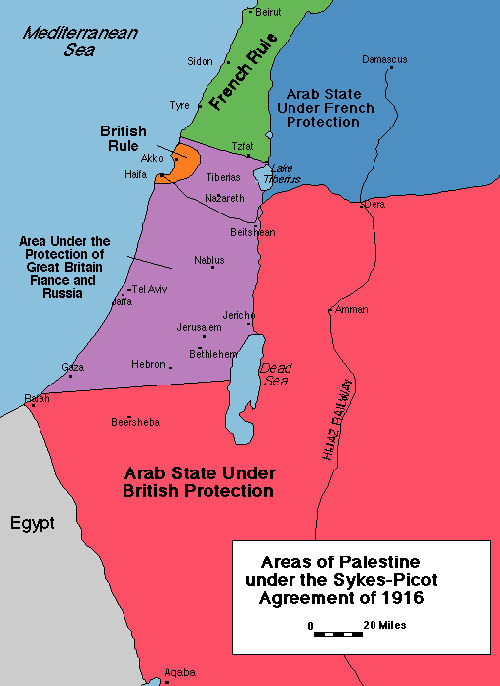 Beirut
Mediterranean
Sea
Sidon
French Rule
Damascus
Arab State
Under French
Protection
Tyre
British
Rule
Tzfat
Akko
Haifa
Lake
Tiberius
Tiberias
Nazareth
Dera
Beitshean
Area Under the
Protection of
Great Britain
Fiance and
Russia
Nablus
Tel Aviv
Jaffa
Jericho
Amman
Jerusaem
Bethlehem
Hebron
Dead
Sea
Gaza
Rafah
Beersheba
HIJAZ RAILWAY
Arab State Under
British Protection
Egypt
Areas of Palestine
under the Sykes-Picot
Agreement of 1916
0 20 Miles
Aqaba